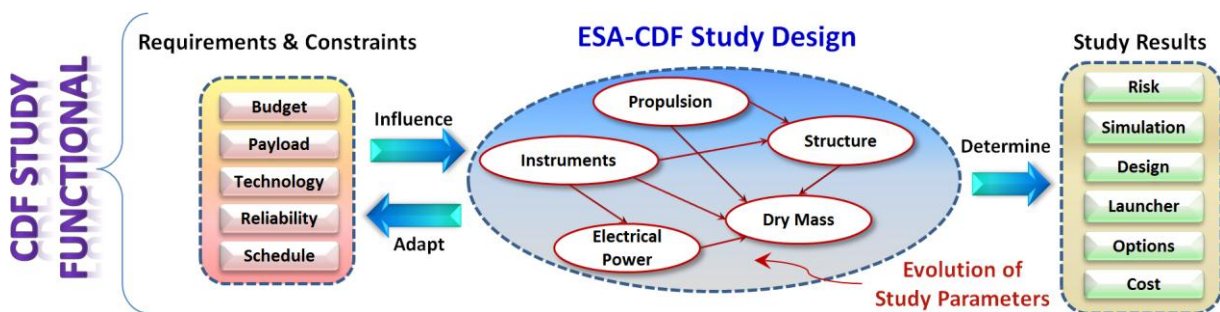 CDF STUDY
FUNCTIONAL
Requirements & Constraints
Budget
Payload
Technology
Reliability
Schedule
Influence
Adapt
ESA-CDF Study Design
Propulsion
Instruments
Structure
Dry Mass
Electrical
Power
Evolution of
Study Parameters
Determine
Study Results
Risk
Simulation
Design
Launcher
Options
Cost